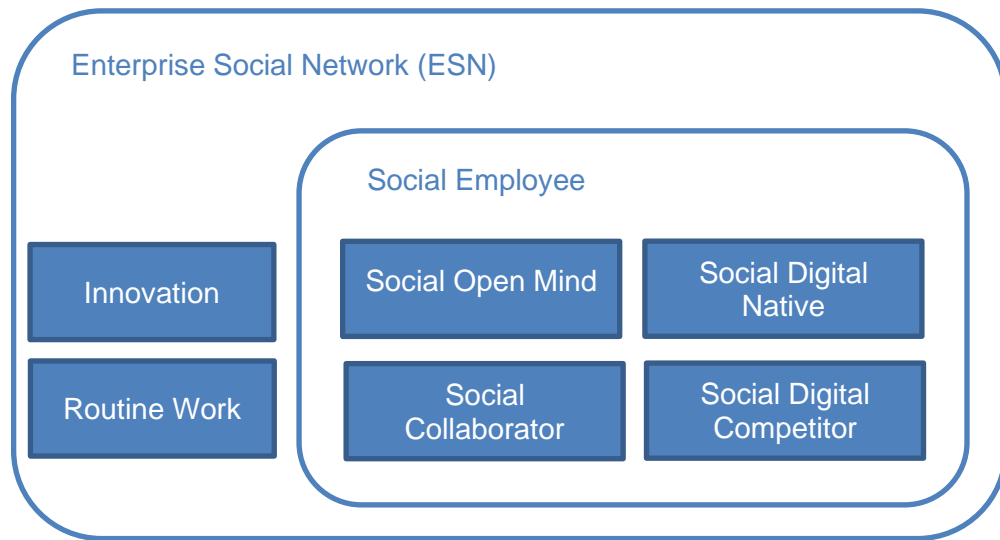 Enterprise Social Network (ESN)
Social Employee
Innovation
Routine Work
Social Open Mind
Social Digital
Native
Social
Collaborator
Social Digital
Competitor